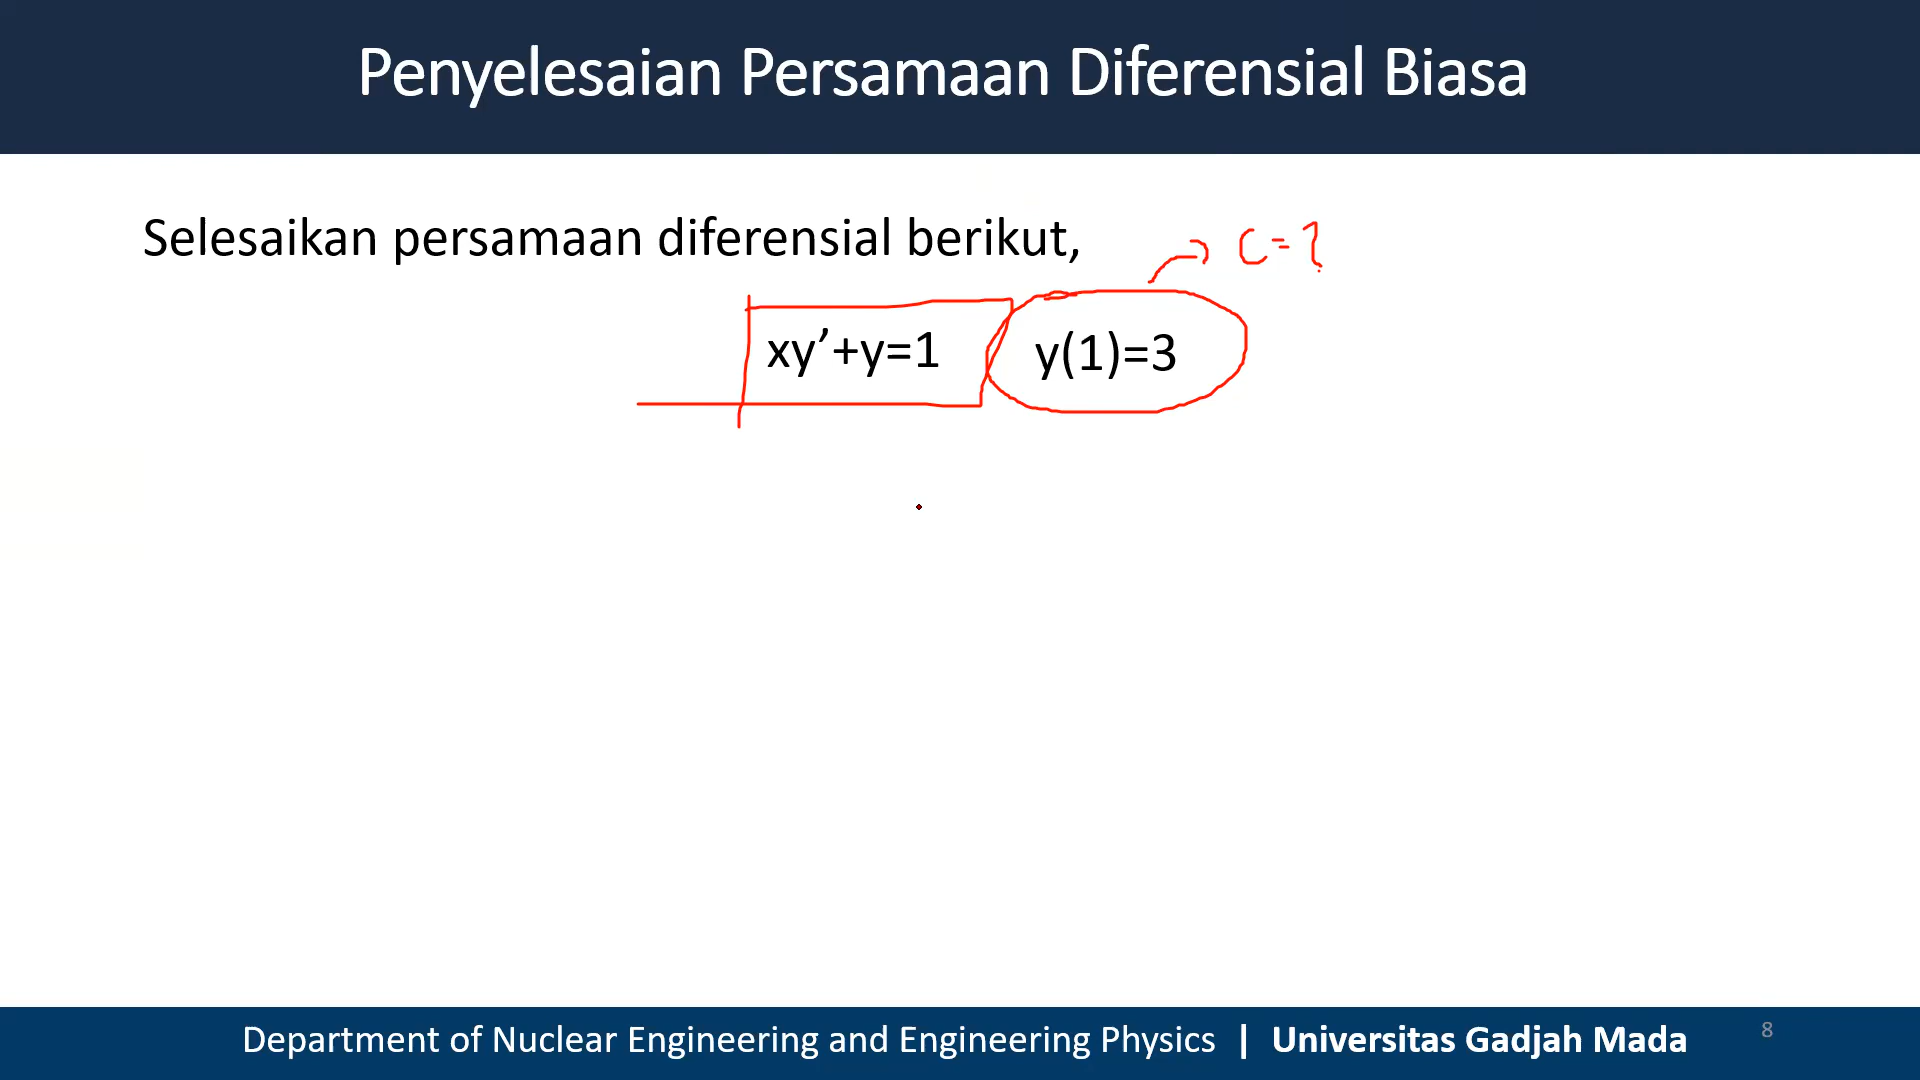 Penyelesaian Persamaan Diferensial Biasa
Selesaikan persamaan diferensial berikut,
c=?
xy’+y=1 y(1)=3
Department of Nuclear Engineering and Engineering Physics | Universitas Gadjah Mada 8